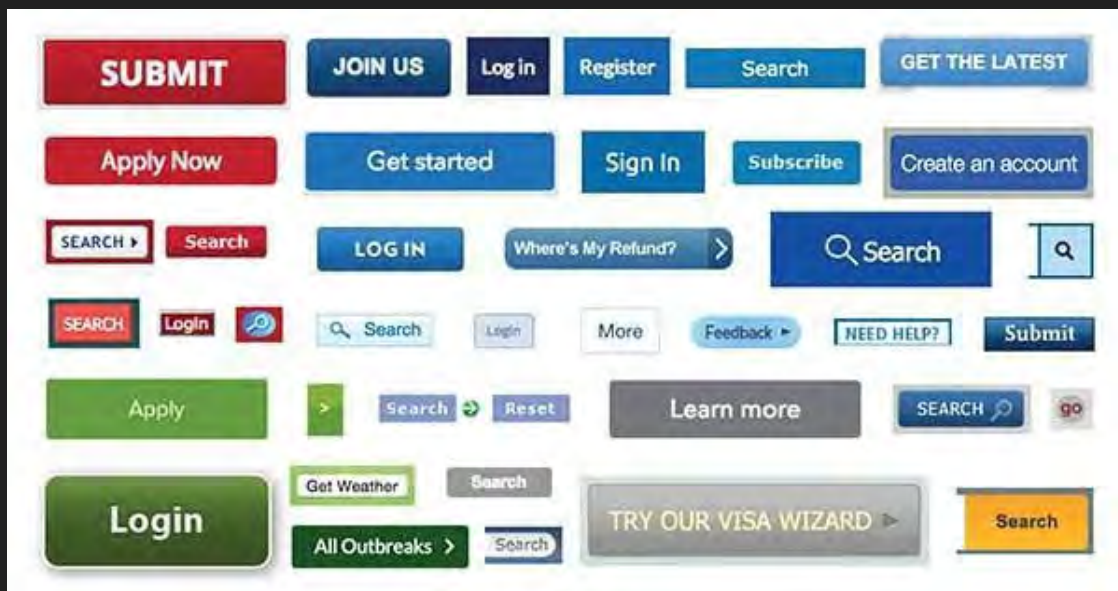 SUBMIT
JOIN US
Log in
Register
Search
GET THE LATEST
Apply Now
Get started
Sign In
Subscribe
Create an account
SEARCH
Search
LOG IN
Where's My Refund?
Search
SEARCH
Login
Search
Login
More
Feedback
NEED HELP?
Submit
Apply
>
Search
Reset
Learn more
SEARCH
go
Login
Get Weather
Search
TRY OUR VISA WIZARD
Search
All Outbreaks >
Search